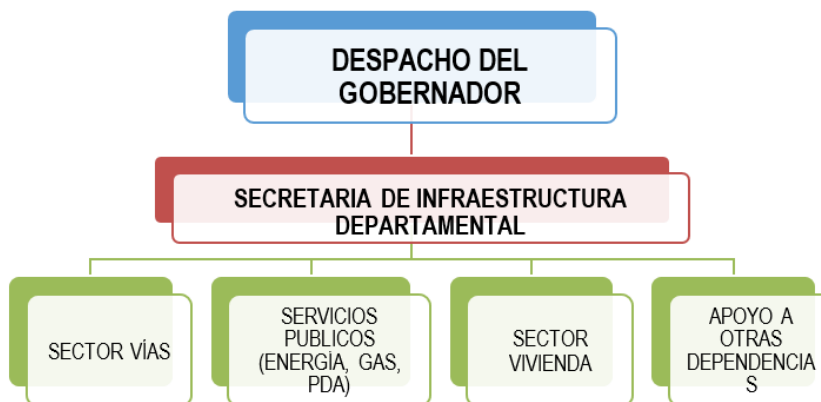 DESPACHO DEL
GOBERNADOR
SECRETARIA DE INFRAESTRUCTURA
DEPARTAMENTAL
SECTOR VÍAS
SERVICIOS
PUBLICOS
(ENERGÍA, GAS,
PDA)
SECTOR
VIVIENDA
APOYO A
OTRAS
DEPENDENCIA
S